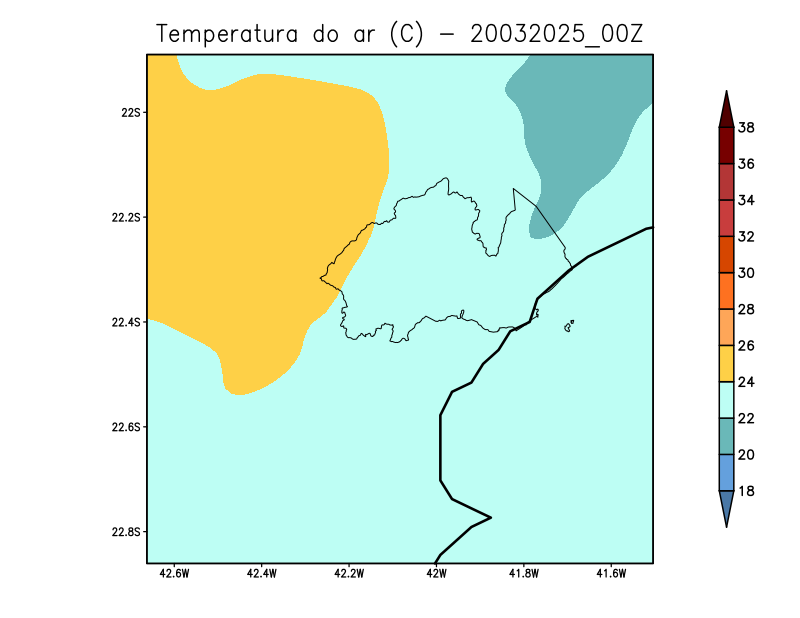 Temperatura do ar (C) – 20032025_00Z
22S
22.2S
22.4S
22.6S
22.8S
42.6W
42.4W
42.2W
42W
41.8W
41.6W
38
36
34
32
30
28
26
24
22
20
18